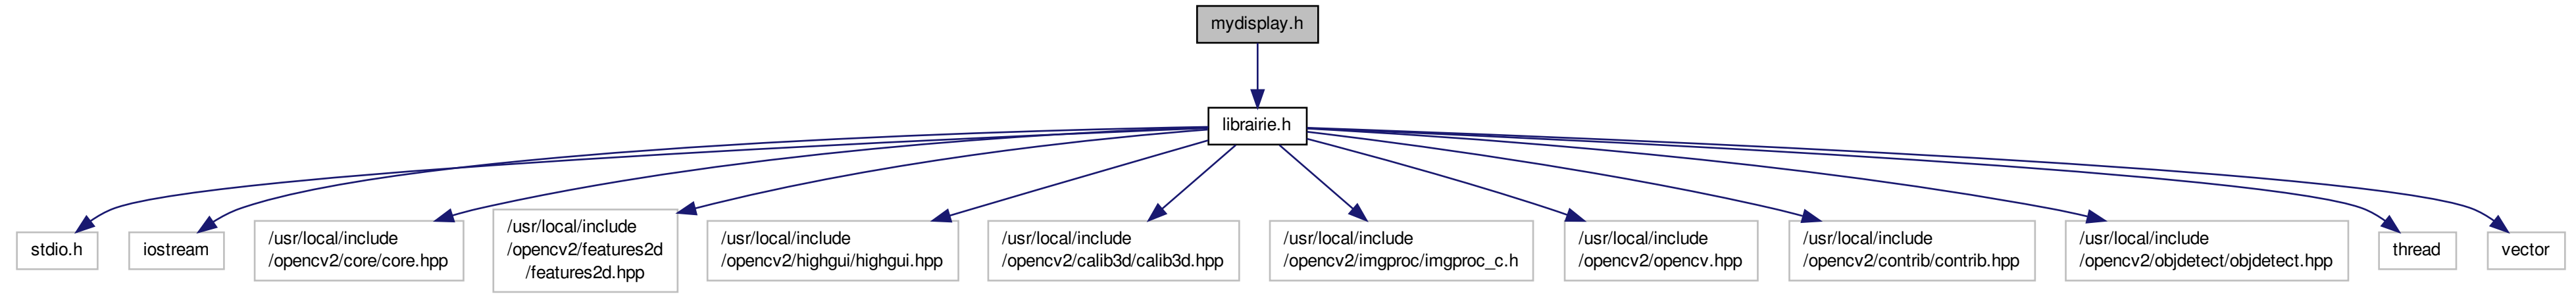 mydisplay.h
librairie.h
stdio.h
iostream
/usr/local/include
/opencv2/core/core.hpp
/usr/local/include
/opencv2/features2d
/features2d.hpp
/usr/local/include
/opencv2/highgui/highgui.hpp
/usr/local/include
/opencv2/calib3d/calib3d.hpp
/usr/local/include
/opencv2/imgproc/imgproc_c.h
/usr/local/include
/opencv2/opencv.hpp
/usr/local/include
/opencv2/contrib/contrib.hpp
/usr/local/include
/opencv2/objdetect/objdetect.hpp
thread
vector